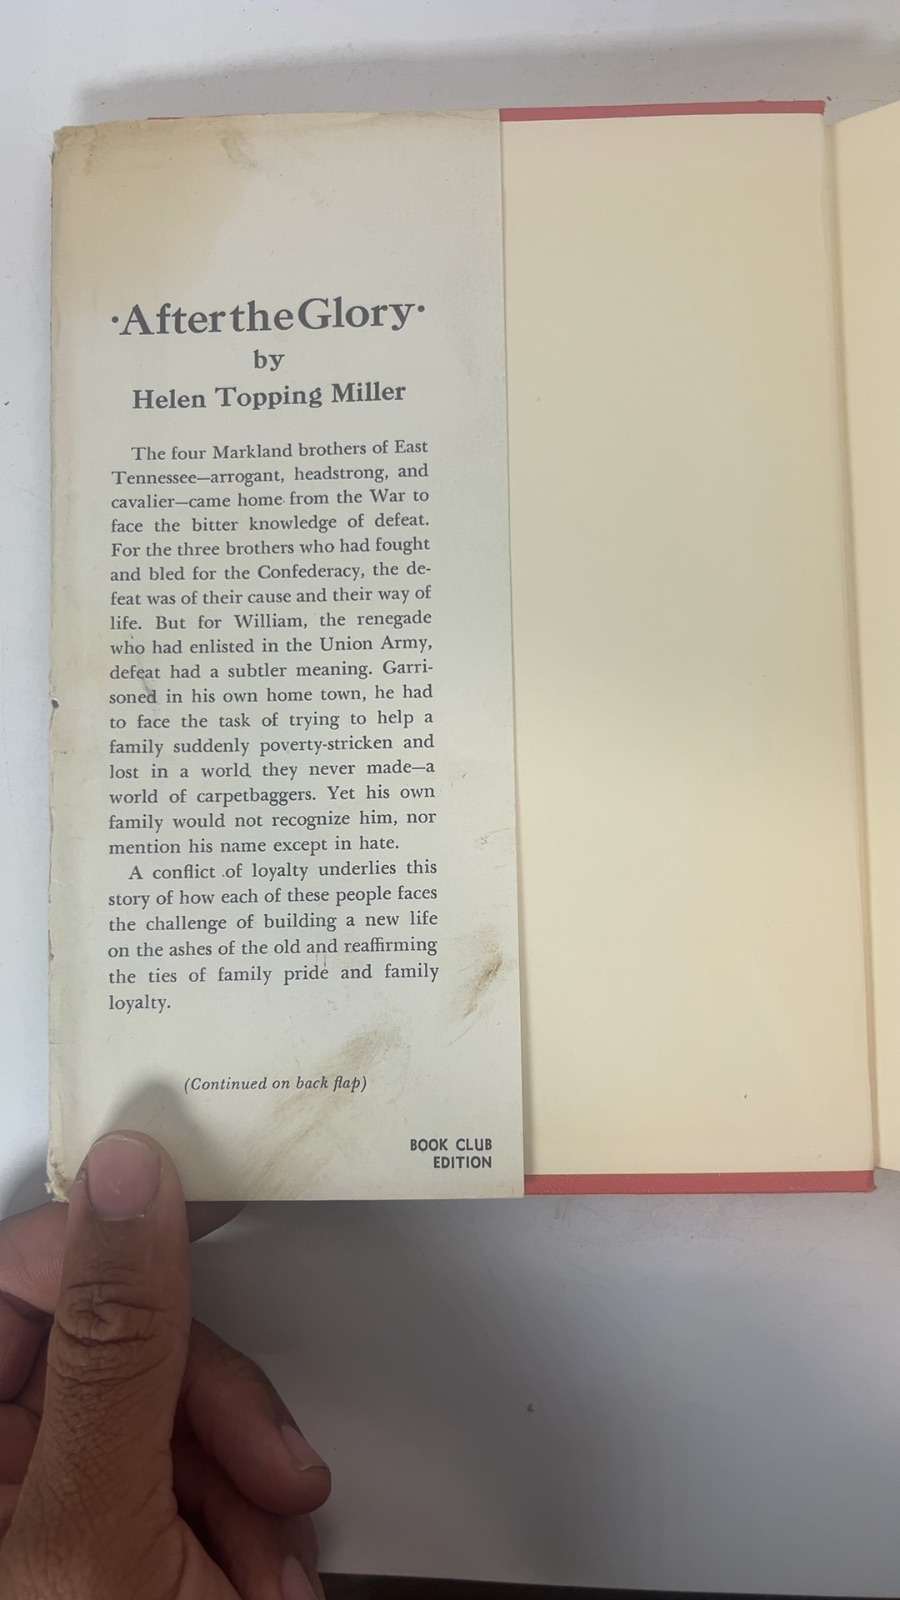 ·After the Glory·
by
Helen Topping Miller
The four Markland brothers of East
Tennessee—arrogant, headstrong, and
cavalier—came home from the War to
face the bitter knowledge of defeat.
For the three brothers who had fought
and bled for the Confederacy, the de-
feat was of their cause and their way of
life. But for William, the renegade
who had enlisted in the Union Army,
defeat had a subtler meaning. Garri-
soned in his own home town, he had
to face the task of trying to help a
family suddenly poverty-stricken and
lost in a world they never made—a
world of carpetbaggers. Yet his own
family would not recognize him, nor
mention his name except in hate.
A conflict of loyalty underlies this
story of how each of these people faces
the challenge of building a new life
on the ashes of the old and reaffirming
the ties of family pride and family
loyalty.
(Continued on back flap)
BOOK CLUB
EDITION